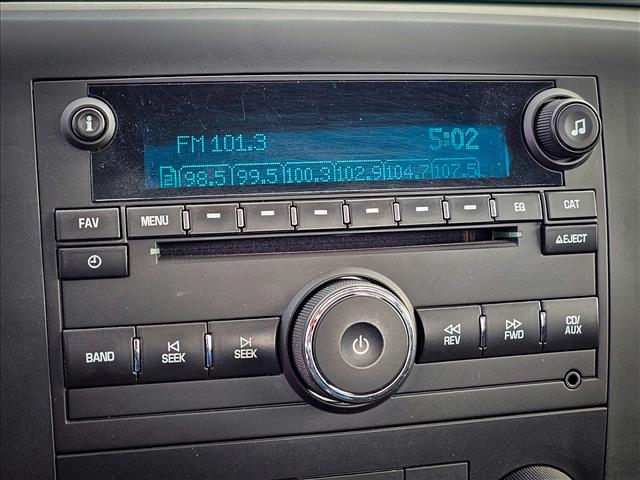 FM 101.3 5:02
2 98.5 99.5 100.3 102.9 104.7 107.5
FAV MENU EQ CAT
EJECT
BAND SEEK SEEK REV FWD CD/AUX